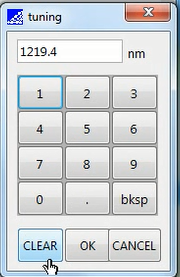 tuning
1219.4 nm
1 2 3
4 5 6
7 8 9
0 . bksp
CLEAR OK CANCEL